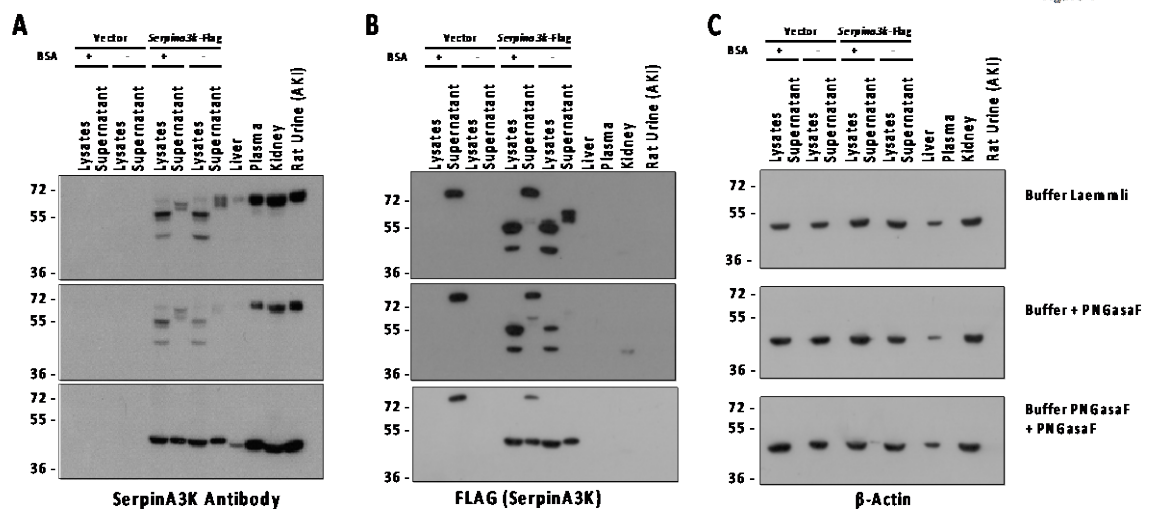 A
Vector Serpina3k-Flag
BSA + - + -
Lysates Supernatant Lysates Supernatant Lysates Supernatant Lysates Supernatant Liver Plasma Kidney Rat Urine (AKI)
72 -
55 -
36 -
72 -
55 -
36 -
72 -
55 -
36 -
SerpinA3K Antibody
B
Vector Serpina3k-Flag
BSA + - + -
Lysates Supernatant Lysates Supernatant Lysates Supernatant Lysates Supernatant Liver Plasma Kidney Rat Urine (AKI)
72 -
55 -
36 -
72 -
55 -
36 -
72 -
55 -
36 -
FLAG (SerpinA3K)
C
Vector Serpina3k-Flag
BSA + - + -
Lysates Supernatant Lysates Supernatant Lysates Supernatant Lysates Supernatant Liver Plasma Kidney Rat Urine (AKI)
72 -
55 -
36 -
Buffer Laemmli
72 -
55 -
36 -
Buffer + PNGasaF
72 -
55 -
36 -
Buffer PNGasaF
+ PNGasaF
β-Actin